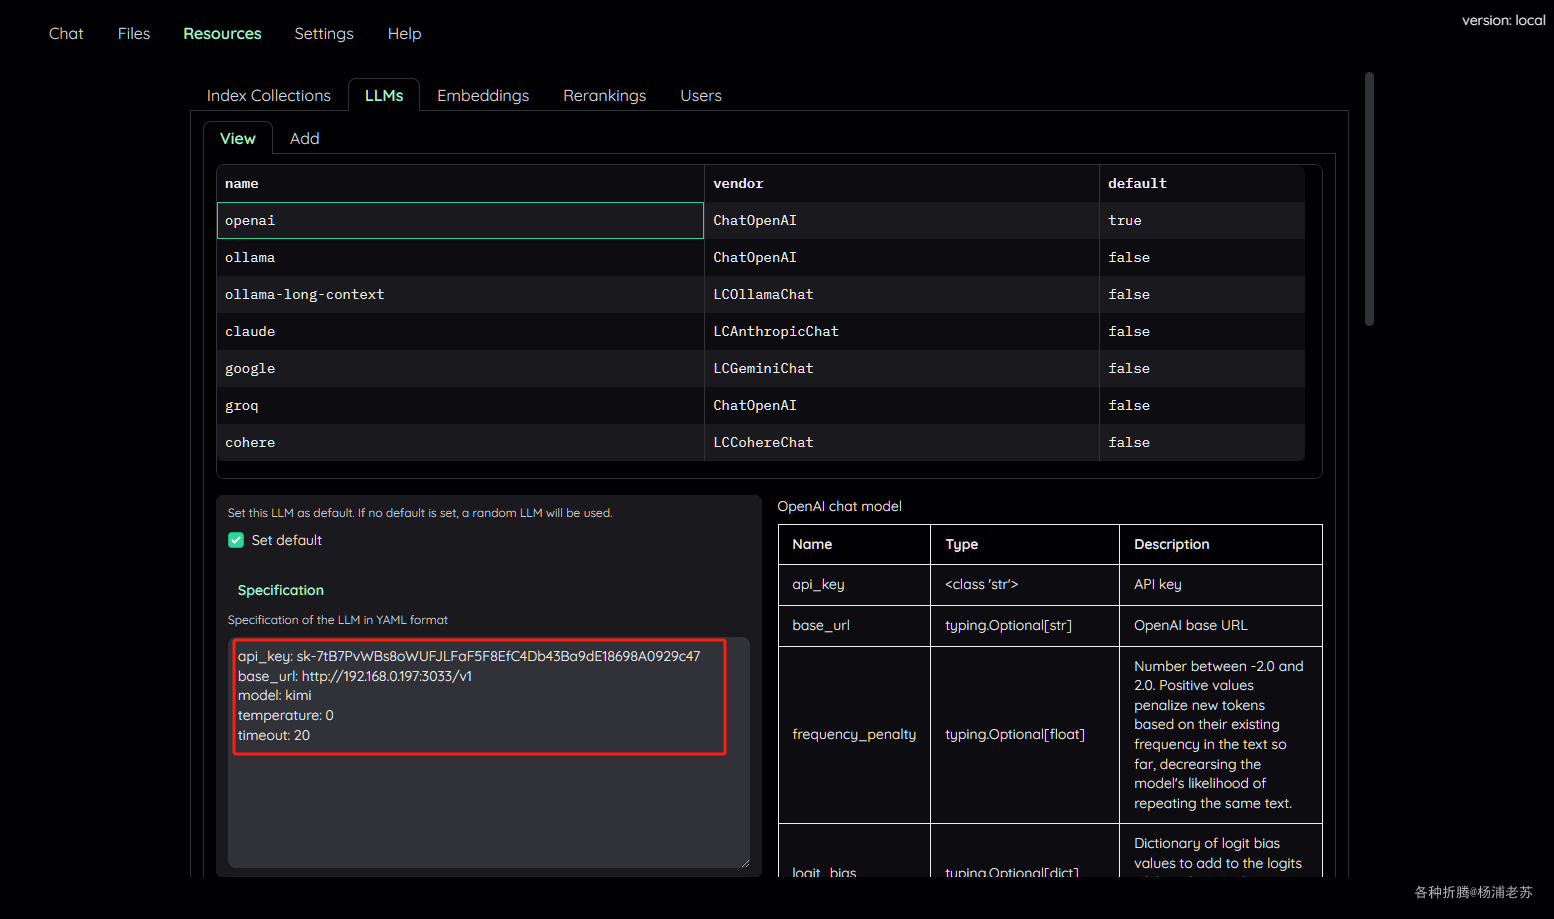 Chat Files Resources Settings Help
version: local
Index Collections LLMs Embeddings Rerankings Users
View Add
name vendor default
openai ChatOpenAI true
ollama ChatOpenAI false
ollama-long-context LCOllamaChat false
claude LCAnthropicChat false
google LCGeminiChat false
groq ChatOpenAI false
cohere LCCohereChat false
Set this LLM as default. If no default is set, a random LLM will be used.
Set default
Specification
Specification of the LLM in YAML format
api_key: sk-7tB7PvWBs8oWUFJLFaF5F8EfC4Db43Ba9dE18698A0929c47
base_url: http://192.168.0.197:3033/v1
model: kimi
temperature: 0
timeout: 20
OpenAI chat model
Name Type Description
api_key <class 'str'> API key
base_url typing.Optional[str] OpenAI base URL
frequency_penalty typing.Optional[float] Number between -2.0 and
2.0. Positive values
penalize new tokens
based on their existing
frequency in the text so
far, decrearsing the
model's likelihood of
repeating the same text.
logit_bias typing.Optional[dict] Dictionary of logit bias
values to add to the logits
各种折腾@杨浦老苏